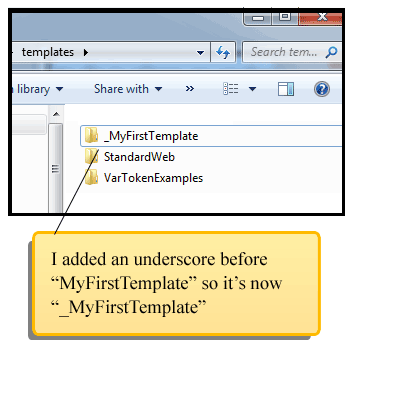 templates
Search tem...
library
Share with
»
?
_MyFirstTemplate
StandardWeb
VarTokenExamples
I added an underscore before
“MyFirstTemplate” so it’s now
“_MyFirstTemplate”